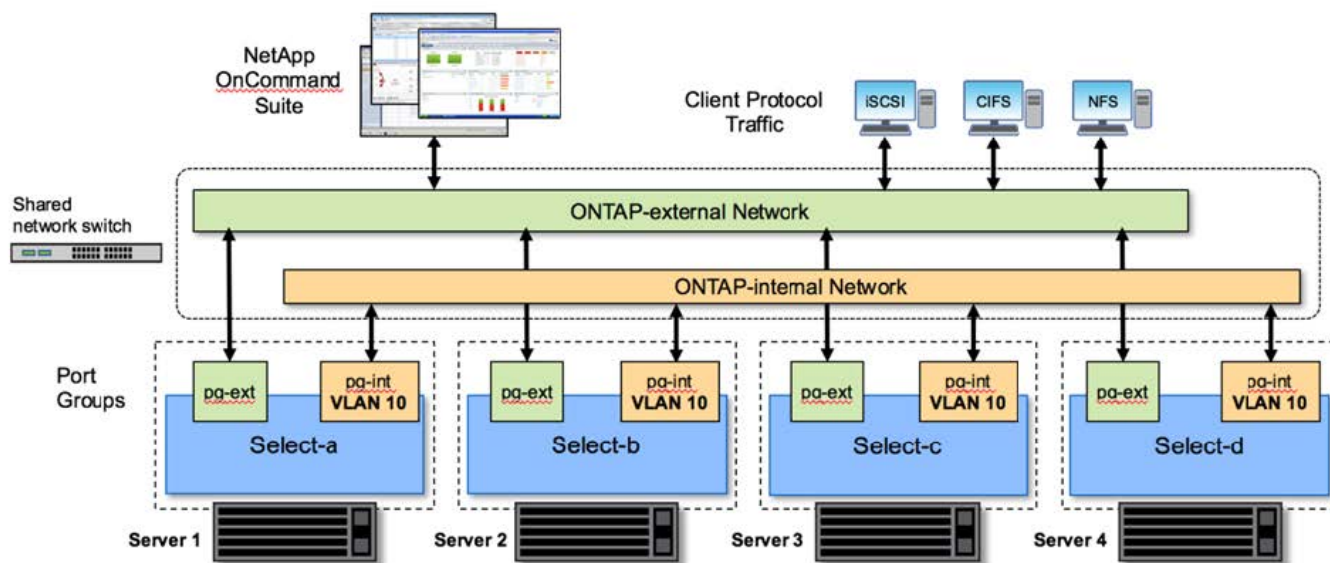 NetApp
OnCommand
Suite
Client Protocol
Traffic
iSCSI
CIFS
NFS
Shared
network switch
ONTAP-external Network
ONTAP-internal Network
Port
Groups
pg-ext
pg-int
VLAN 10
Select-a
pg-ext
pg-int
VLAN 10
Select-b
pg-ext
pg-int
VLAN 10
Select-c
pg-ext
pg-int
VLAN 10
Select-d
Server 1
Server 2
Server 3
Server 4